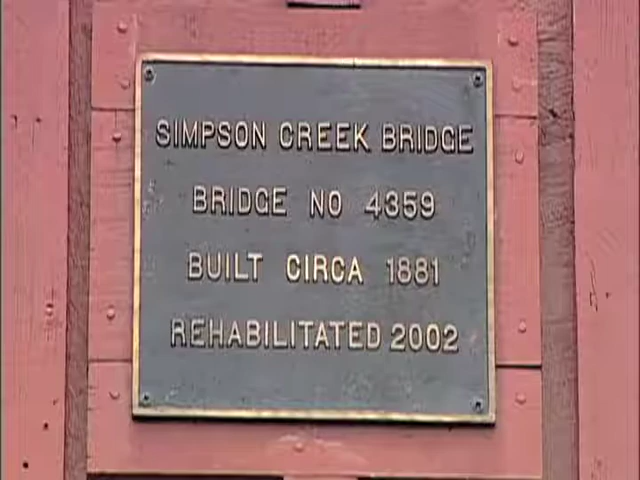 SIMPSON CREEK BRIDGE
BRIDGE NO 4359
BUILT CIRCA 1881
REHABILITATED 2002